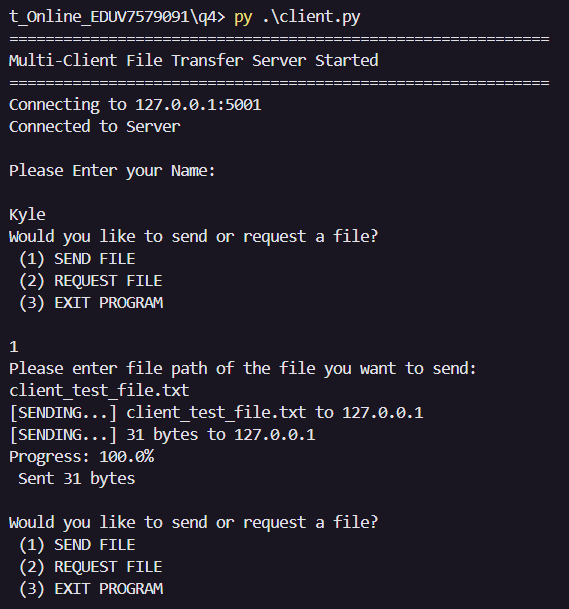 t_Online_EDUV7579091\q4> py .\client.py
============================================================
Multi-Client File Transfer Server Started
============================================================
Connecting to 127.0.0.1:5001
Connected to Server
Please Enter your Name:
Kyle
Would you like to send or request a file?
(1) SEND FILE
(2) REQUEST FILE
(3) EXIT PROGRAM
1
Please enter file path of the file you want to send:
client_test_file.txt
[SENDING...] client_test_file.txt to 127.0.0.1
[SENDING...] 31 bytes to 127.0.0.1
Progress: 100.0%
Sent 31 bytes
Would you like to send or request a file?
(1) SEND FILE
(2) REQUEST FILE
(3) EXIT PROGRAM